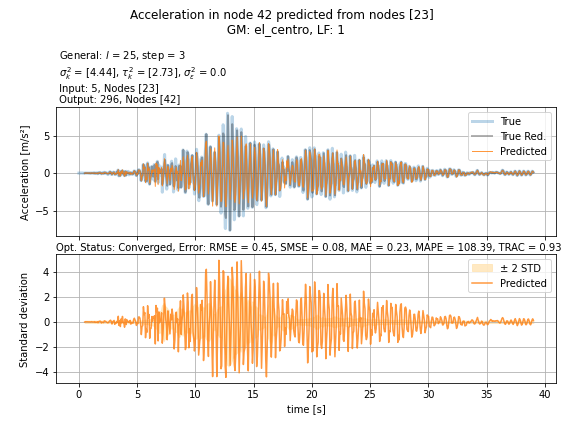 Acceleration in node 42 predicted from nodes [23]
GM: el_centro, LF: 1
General: l = 25, step = 3
σ²ₖ = [4.44], τ²ₖ = [2.73], σ²_ε = 0.0
Input: 5, Nodes [23]
Output: 296, Nodes [42]
Acceleration [m/s²]
5
0
−5
True
True Red.
Predicted
Opt. Status: Converged, Error: RMSE = 0.45, SMSE = 0.08, MAE = 0.23, MAPE = 108.39, TRAC = 0.93
Standard deviation
4
2
0
−2
−4
± 2 STD
Predicted
0 5 10 15 20 25 30 35 40
time [s]